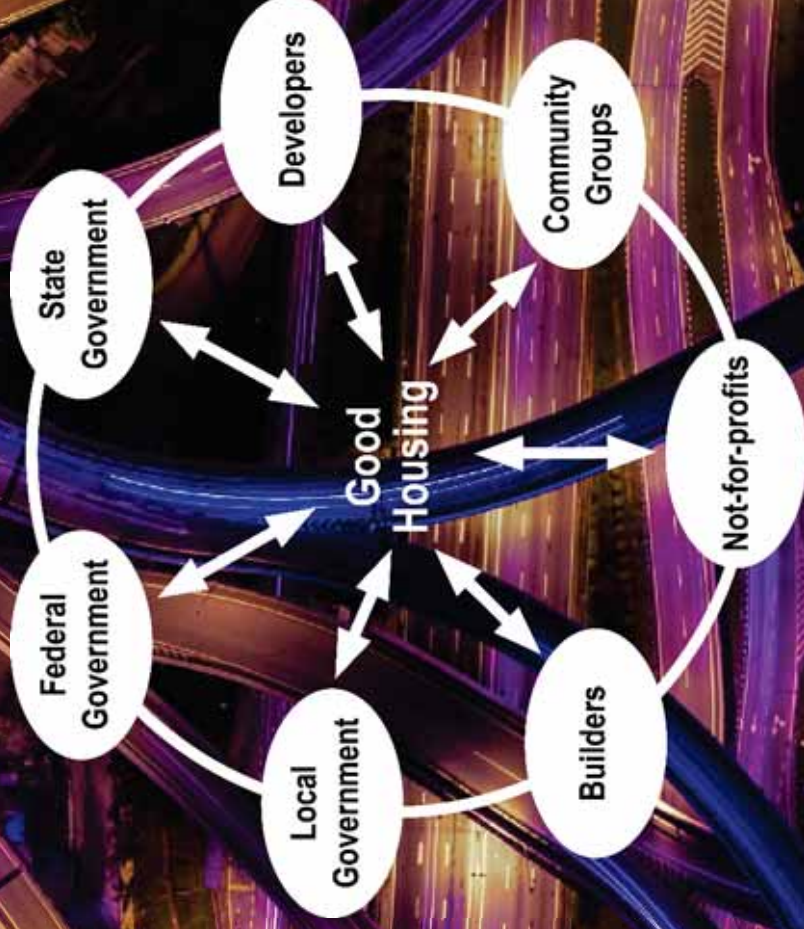 Federal
Government
State
Government
Local
Government
Developers
Good
Housing
Builders
Community
Groups
Not-for-profits